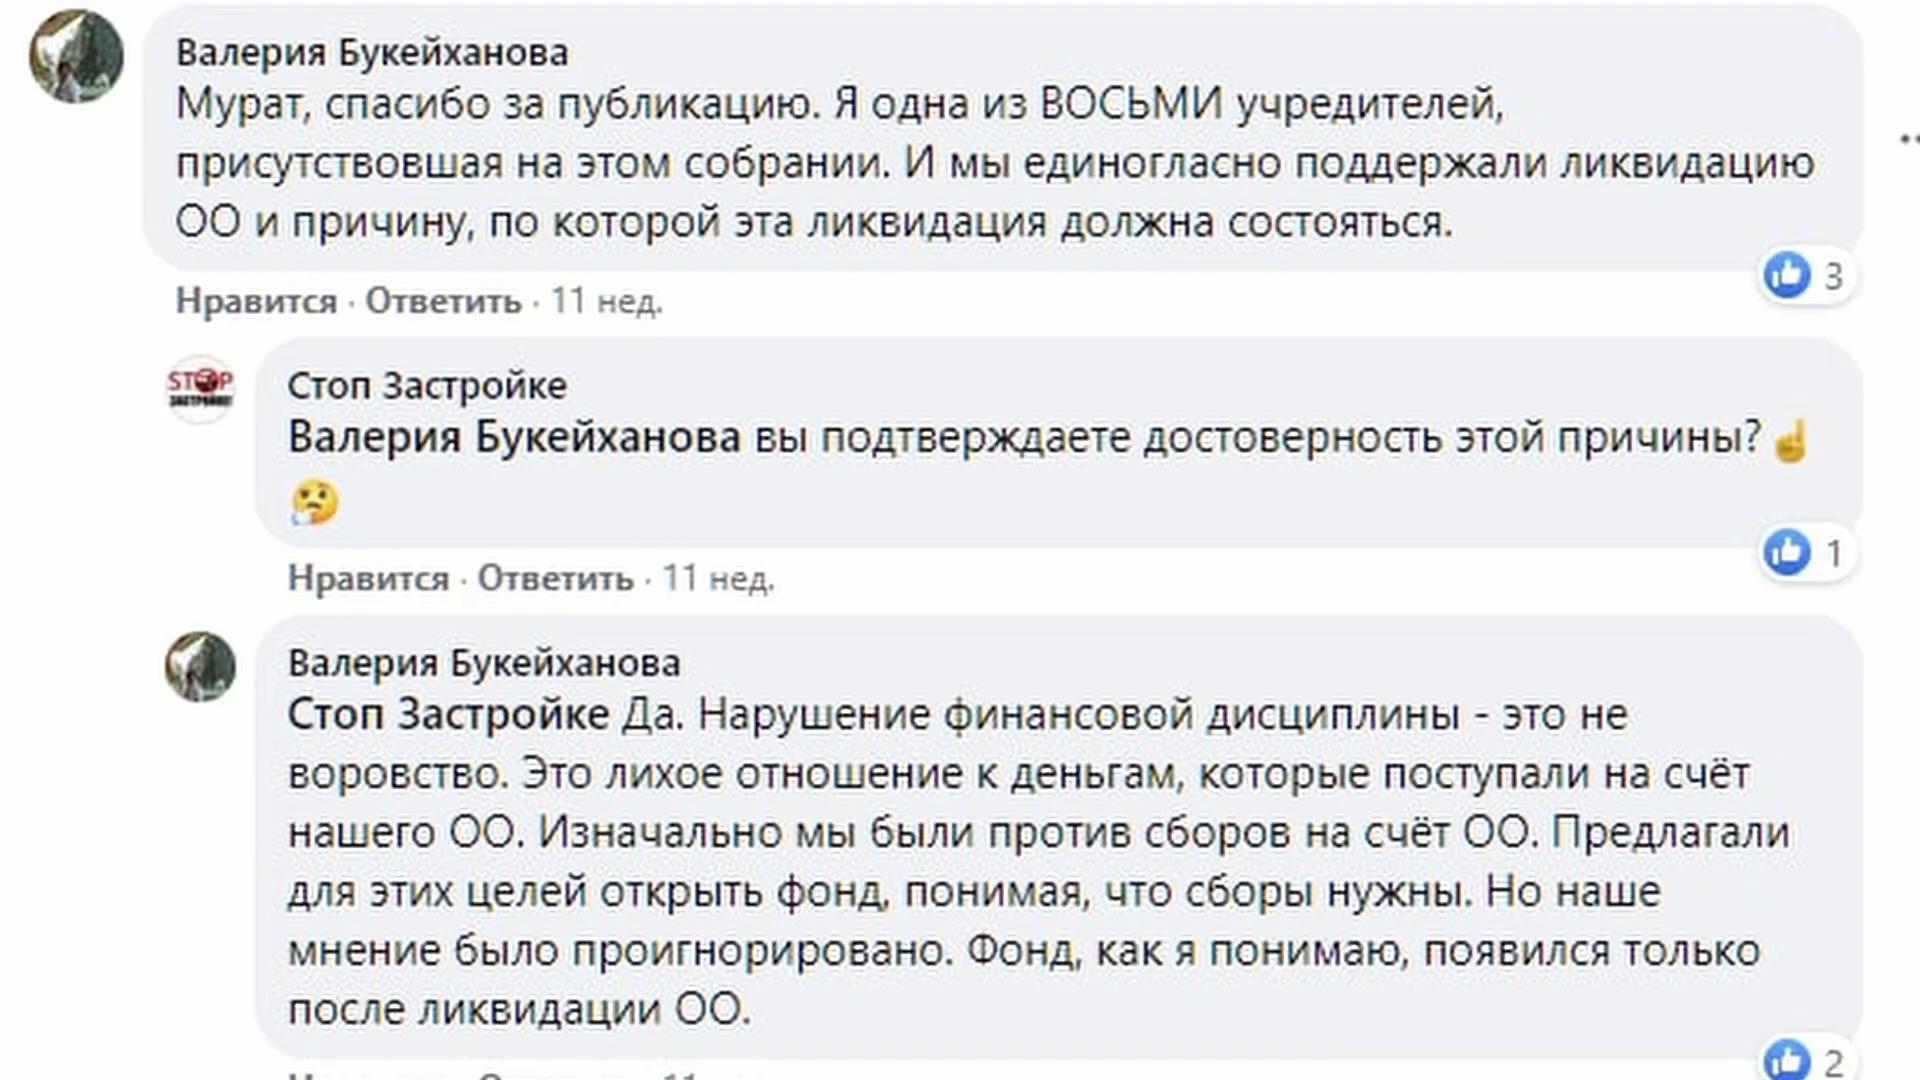 Валерия Букейханова
Мурат, спасибо за публикацию. Я одна из ВОСЬМИ учредителей,
присутствовшая на этом собрании. И мы единогласно поддержали ликвидацию
ОО и причину, по которой эта ликвидация должна состояться.
3
Нравится · Ответить · 11 нед.
STOP
ЗАСТРОЙКЕ!
Стоп Застройке
Валерия Букейханова вы подтверждаете достоверность этой причины?☝
🤔
1
Нравится · Ответить · 11 нед.
Валерия Букейханова
Стоп Застройке Да. Нарушение финансовой дисциплины - это не
воровство. Это лихое отношение к деньгам, которые поступали на счёт
нашего ОО. Изначально мы были против сборов на счёт ОО. Предлагали
для этих целей открыть фонд, понимая, что сборы нужны. Но наше
мнение было проигнорировано. Фонд, как я понимаю, появился только
после ликвидации ОО.
2